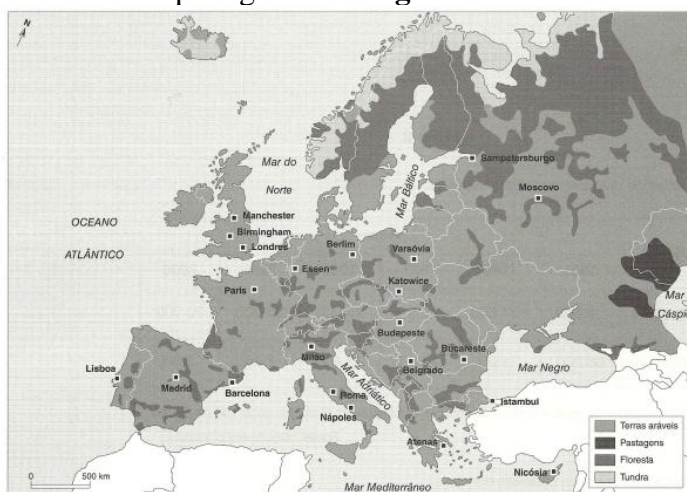 N
Mar do
Norte
OCEANO
ATLÂNTICO
Mar Báltico
Sampetersburgo
Moscovo
Manchester
Birmingham
Londres
Berlim
Varsóvia
Essen
Katowice
Paris
Budapeste
Mar
Cáspio
Milão
Bucareste
Belgrado
Mar Negro
Mar Adriático
Lisboa
Madrid
Barcelona
Roma
Nápoles
Istambul
Atenas
Nicósia
Mar Mediterrâneo
0 500 km
Terras aráveis
Pastagens
Floresta
Tundra